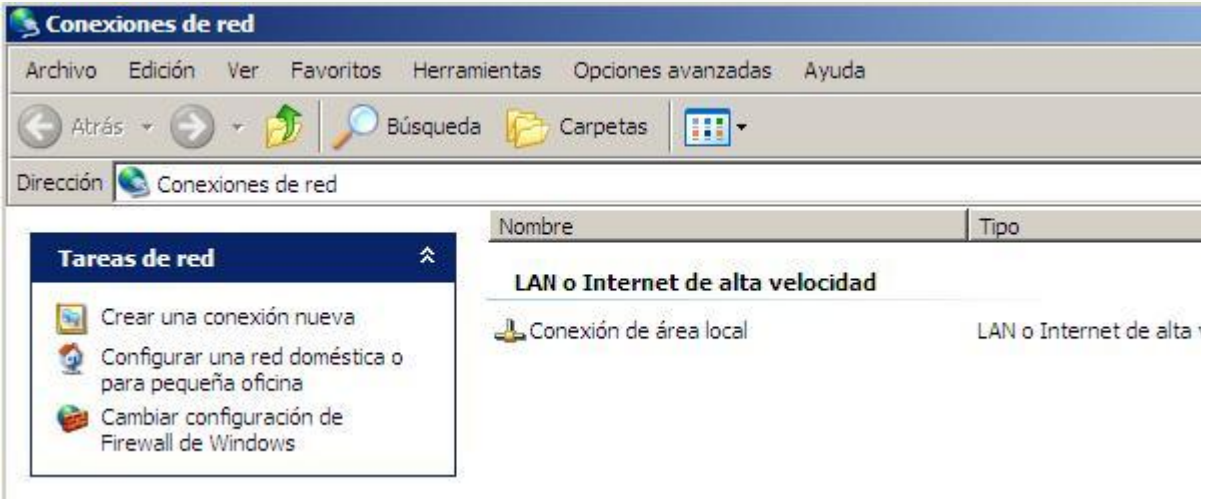 Conexiones de red
Archivo Edición Ver Favoritos Herramientas Opciones avanzadas Ayuda
Atrás Búsqueda Carpetas
Dirección Conexiones de red
Nombre Tipo
Tareas de red
Crear una conexión nueva
Configurar una red doméstica o
para pequeña oficina
Cambiar configuración de
Firewall de Windows
LAN o Internet de alta velocidad
Conexión de área local LAN o Internet de alta